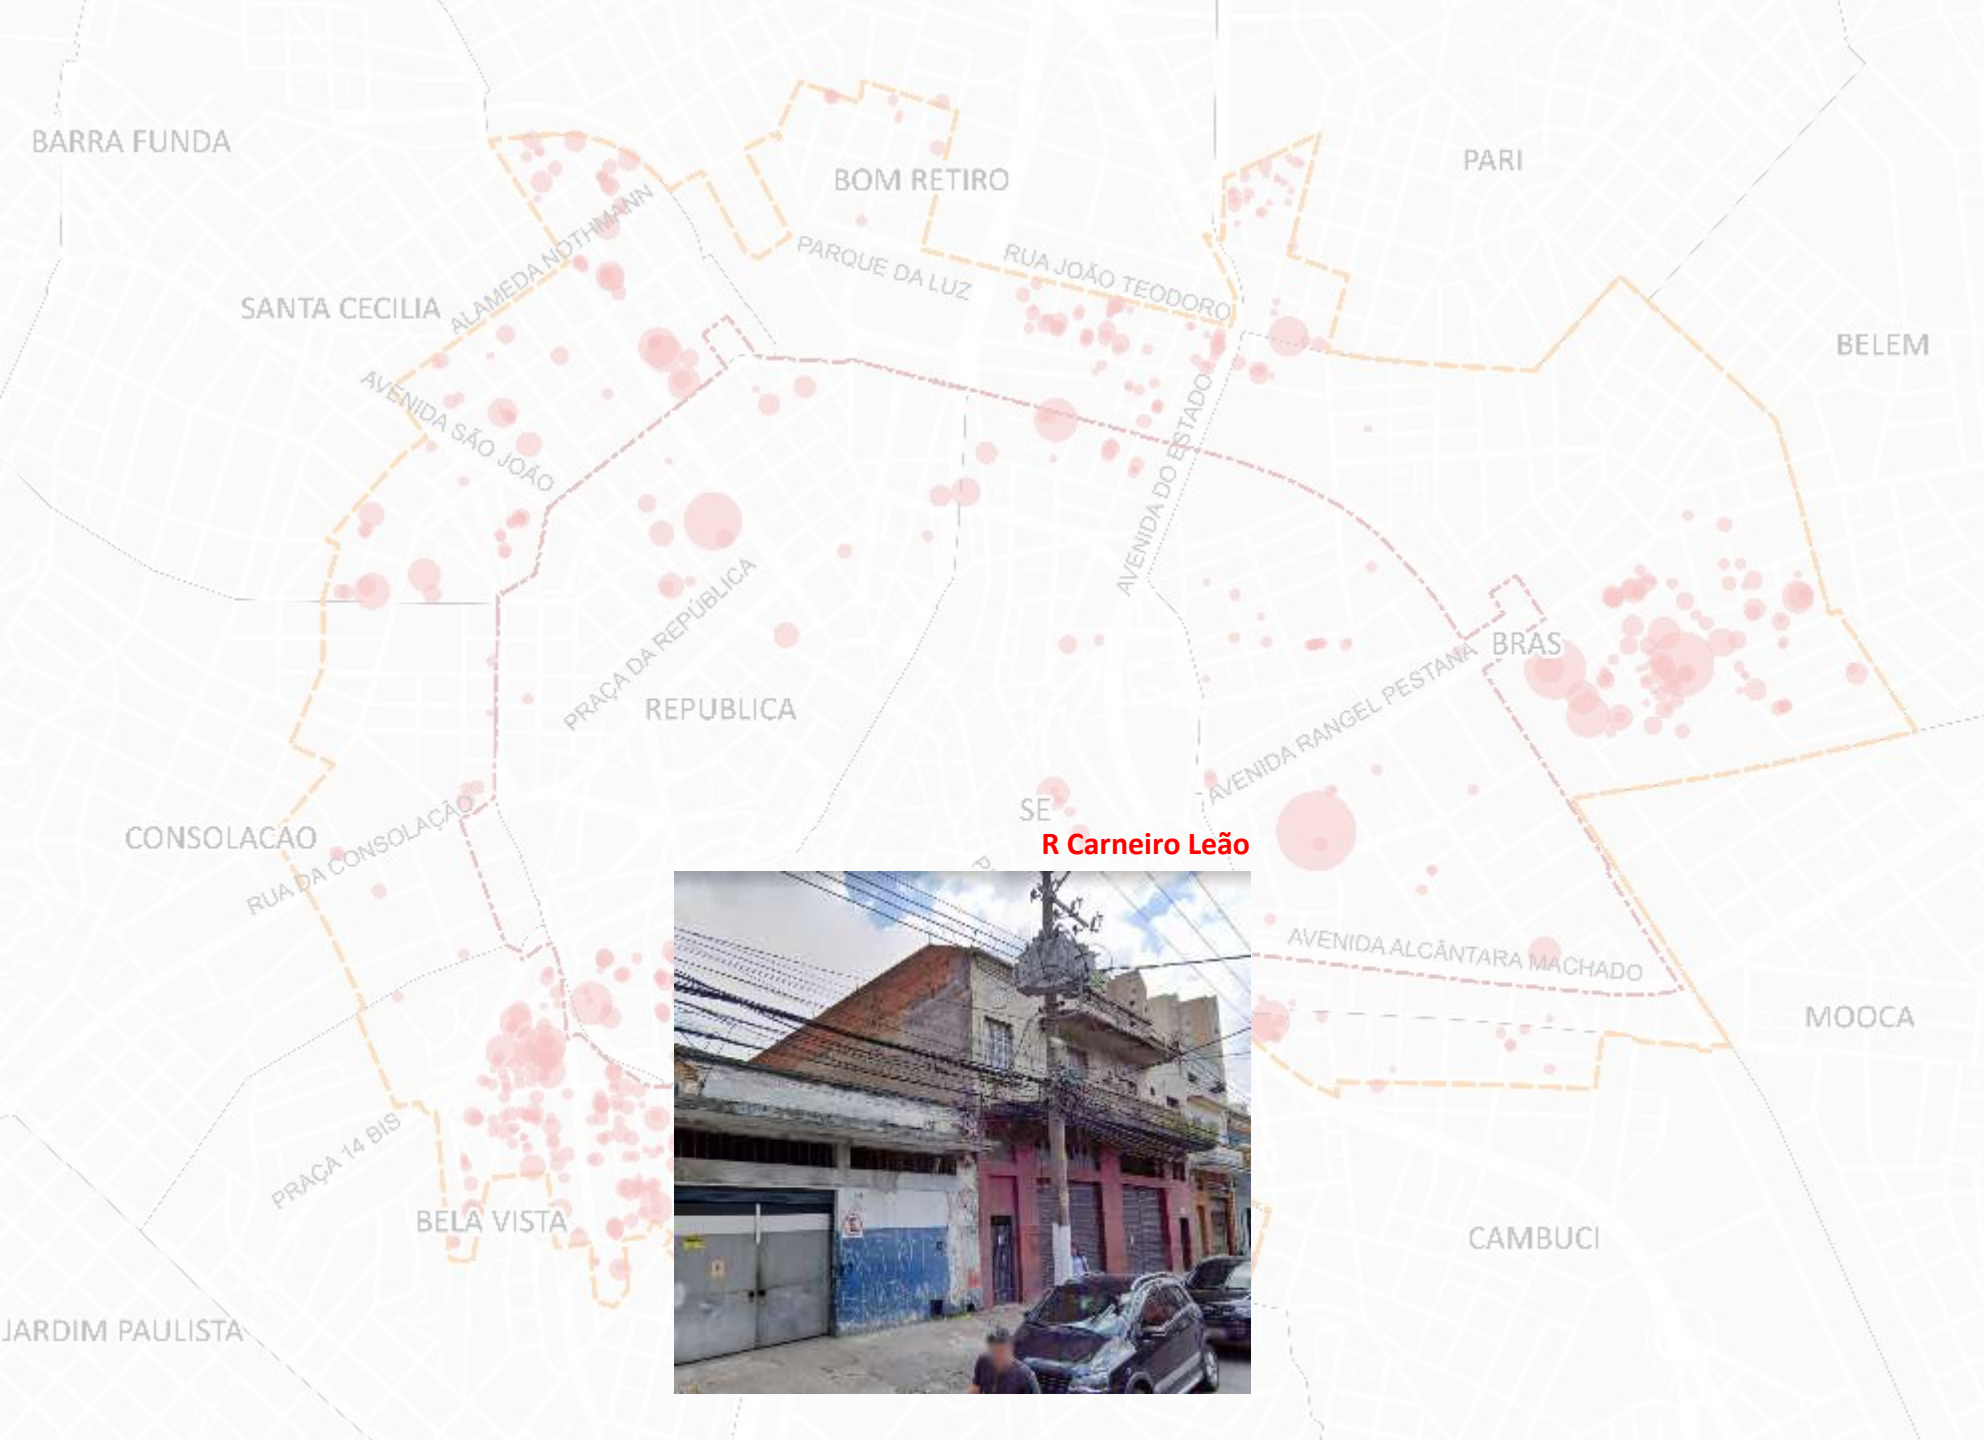 BARRA FUNDA
BOM RETIRO
PARI
ALAMEDA NOTHMANN
PARQUE DA LUZ
RUA JOÃO TEODORO
SANTA CECILIA
BELEM
AVENIDA SÃO JOÃO
AVENIDA DO ESTADO
PRAÇA DA REPÚBLICA
BRAS
AVENIDA RANGEL PESTANA
REPUBLICA
SE
CONSOLACAO
RUA DA CONSOLAÇÃO
R Carneiro Leão
AVENIDA ALCÂNTARA MACHADO
MOOCA
PRAÇA 14 BIS
BELA VISTA
CAMBUCI
JARDIM PAULISTA